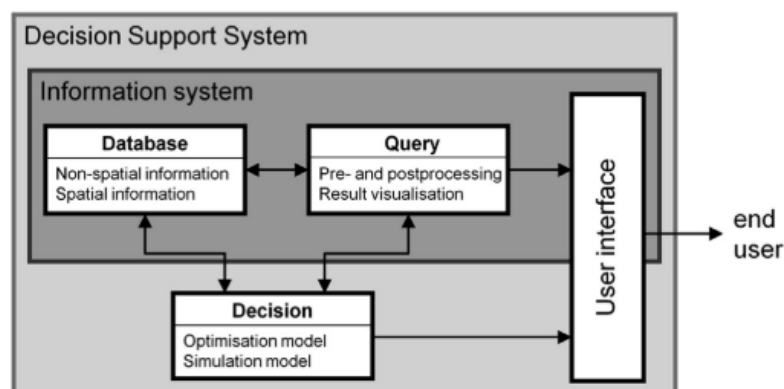 Decision Support System
Information system
Database
Non-spatial information
Spatial information
Query
Pre- and postprocessing
Result visualisation
User interface
end
user
Decision
Optimisation model
Simulation model